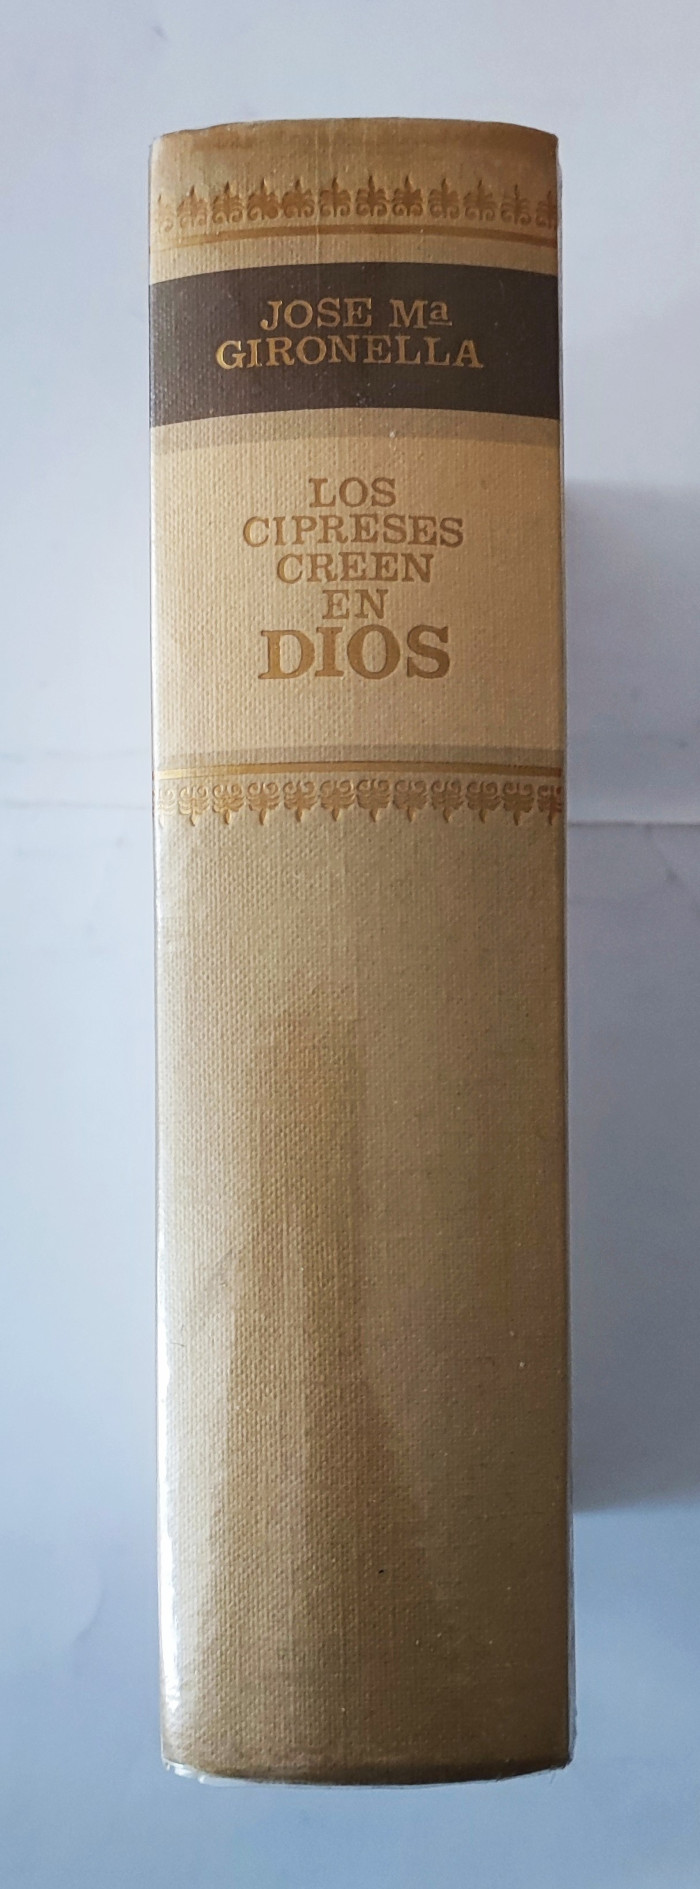 JOSE Mª
GIRONELLA
LOS
CIPRESES
CREEN
EN
DIOS